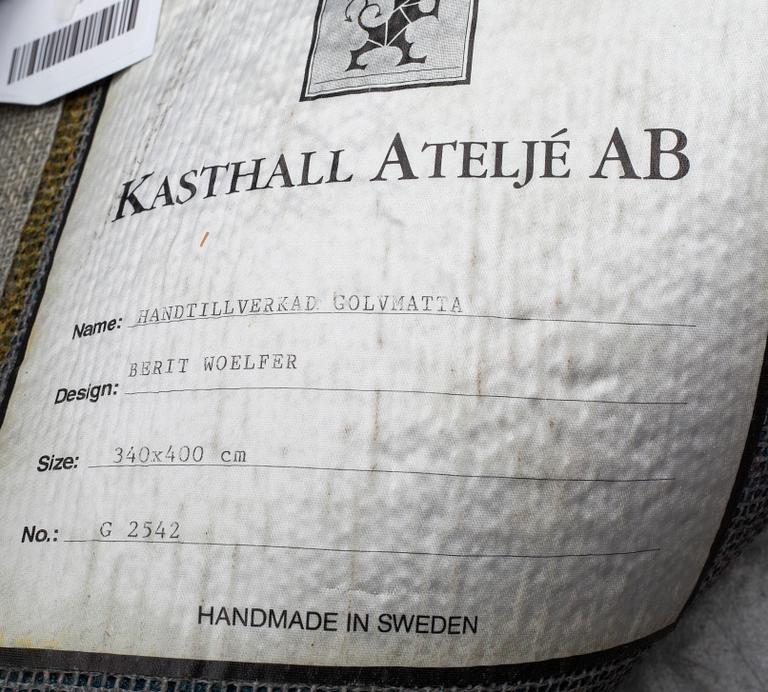 KASTHALL ATELJÉ AB
Name: HANDTILLVERKAD GOLVMATTA
Design: BERIT WOELFER
Size: 340x400 cm
No.: G 2542
HANDMADE IN SWEDEN